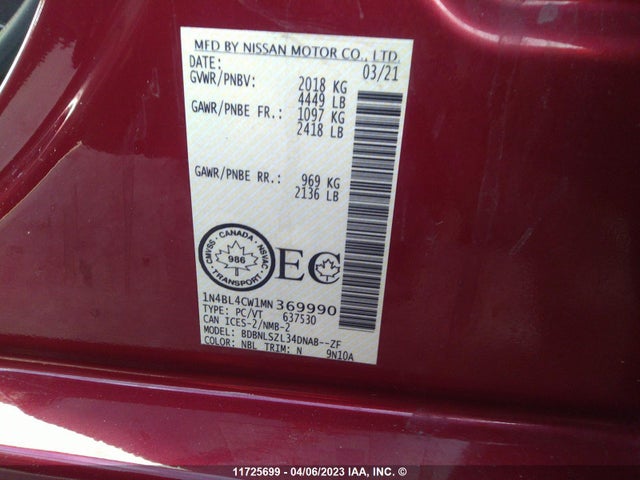 MFD BY NISSAN MOTOR CO., LTD.
DATE: 03/21
GVWR/PNBV: 2018 KG
4449 LB
GAWR/PNBE FR.: 1097 KG
2418 LB
GAWR/PNBE RR.: 969 KG
2136 LB
CMVSS · CANADA · NSVAC
986
· TRANSPORT ·
EC
1N4BL4CW1MN 369990
TYPE: PC/VT 637530
CAN ICES-2/NMB-2
MODEL: BDBNLSZL34DNAB--ZF
COLOR: NBL TRIM: N 9N10A
11725699 - 04/06/2023 IAA, INC. ©